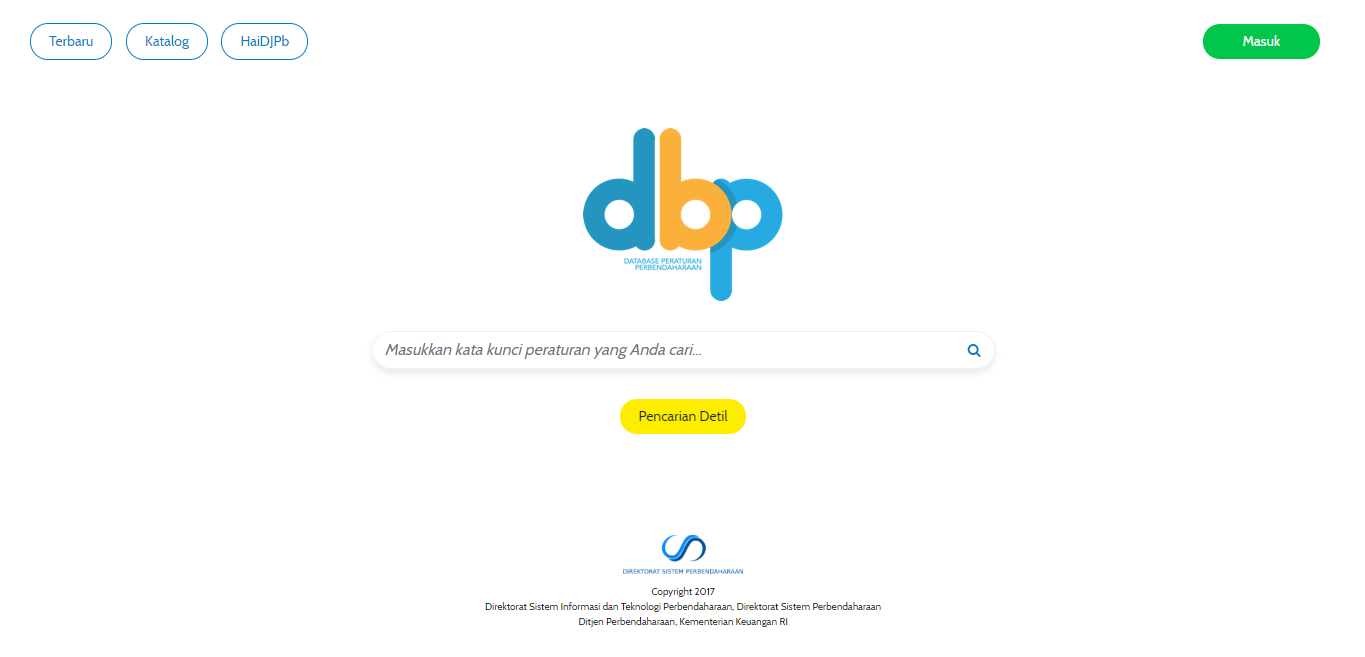 Terbaru
Katalog
HaiDJPb
Masuk
dbp
DATABASE PERATURAN
PERBENDAHARAAN
Masukkan kata kunci peraturan yang Anda cari...
Pencarian Detil
DIREKTORAT SISTEM PERBENDAHARAAN
Copyright 2017
Direktorat Sistem Informasi dan Teknologi Perbendaharaan, Direktorat Sistem Perbendaharaan
Ditjen Perbendaharaan, Kementerian Keuangan RI